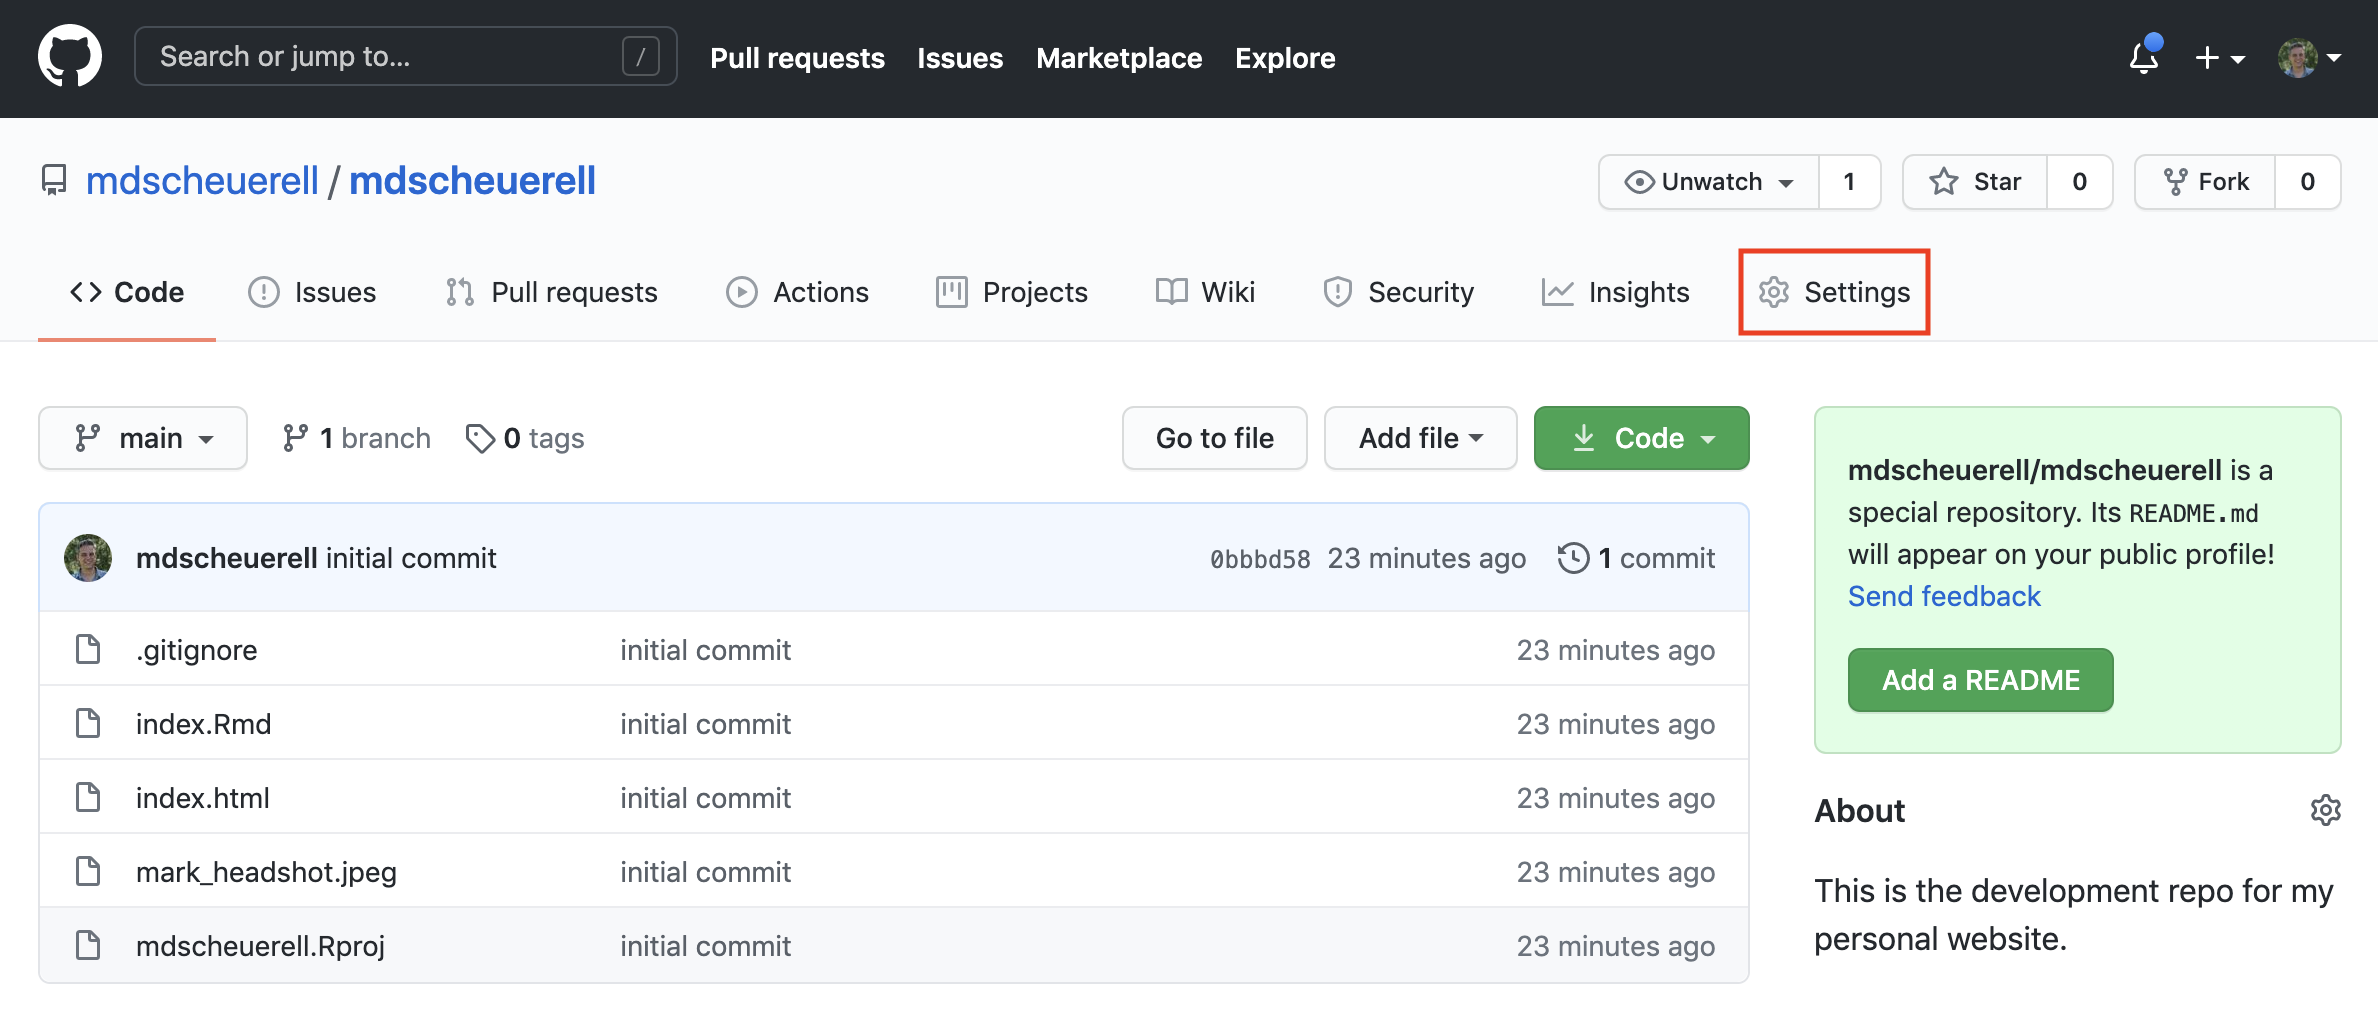 Search or jump to... /
Pull requests Issues Marketplace Explore
mdscheuerell / mdscheuerell
Unwatch 1 Star 0 Fork 0
Code Issues Pull requests Actions Projects Wiki Security Insights Settings
main 1 branch 0 tags Go to file Add file Code
mdscheuerell initial commit 0bbbd58 23 minutes ago 1 commit
.gitignore initial commit 23 minutes ago
index.Rmd initial commit 23 minutes ago
index.html initial commit 23 minutes ago
mark_headshot.jpeg initial commit 23 minutes ago
mdscheuerell.Rproj initial commit 23 minutes ago
mdscheuerell/mdscheuerell is a
special repository. Its README.md
will appear on your public profile!
Send feedback
Add a README
About
This is the development repo for my
personal website.